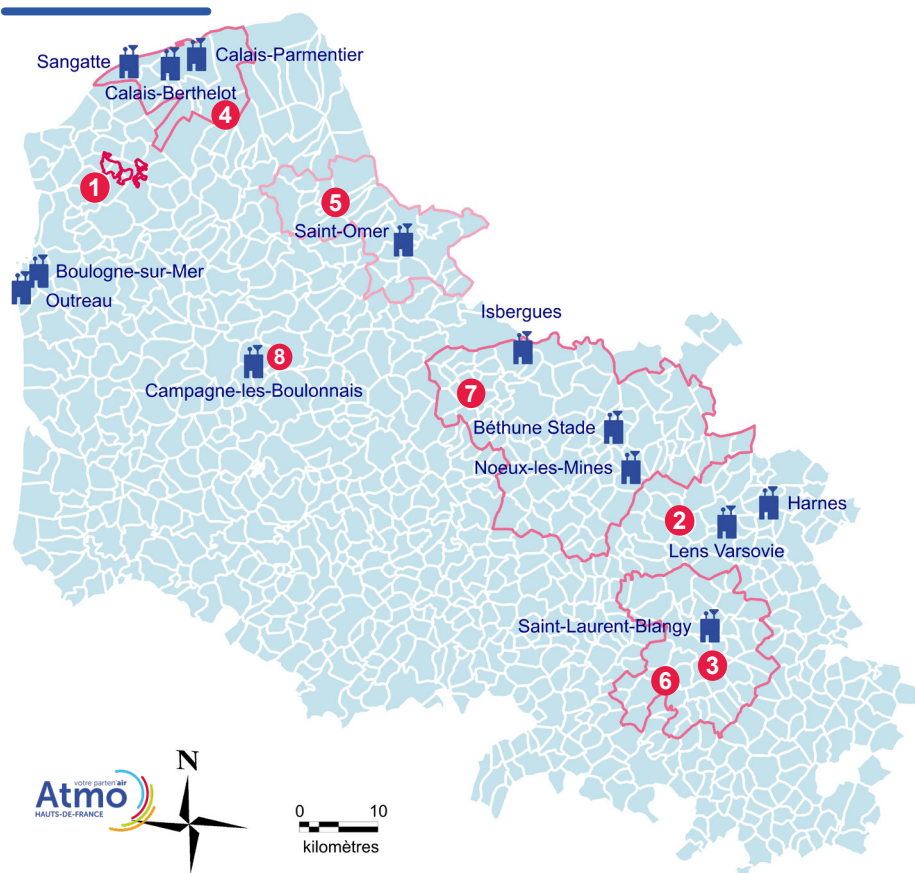 Sangatte
Calais-Parmentier
Calais-Berthelot
4
1
5
Saint-Omer
Boulogne-sur-Mer
Outreau
Isbergues
8
Campagne-les-Boulonnais
7
Béthune Stade
Noeux-les-Mines
Harnes
2
Lens Varsovie
Saint-Laurent-Blangy
3
6
N
votre parten'air
Atmo
HAUTS-DE-FRANCE
0 10
kilomètres